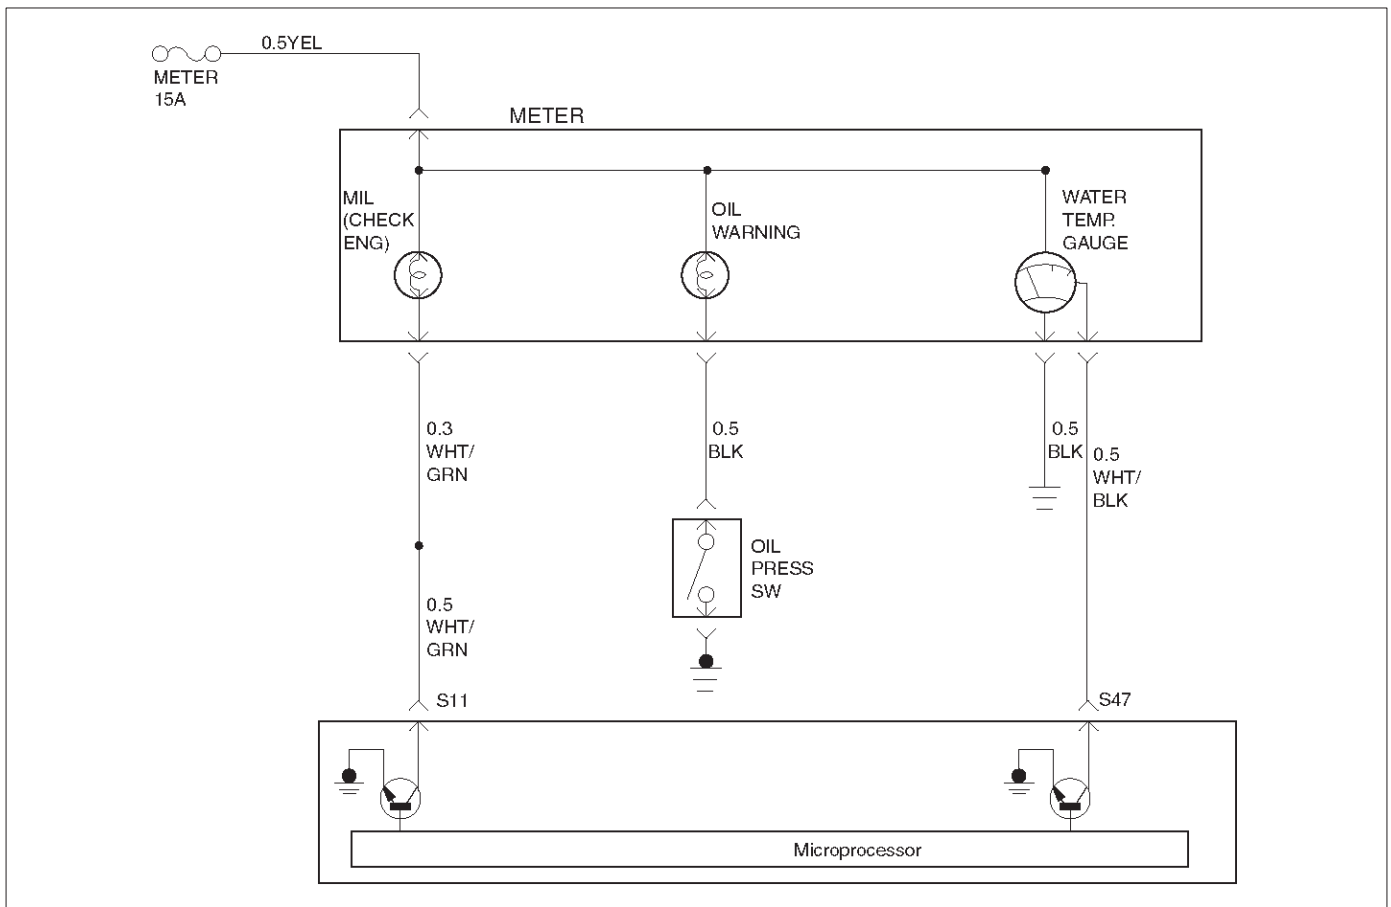 0.5YEL
METER
15A
METER
MIL
(CHECK
ENG)
OIL
WARNING
WATER
TEMP.
GAUGE
0.3
WHT/
GRN
0.5
BLK
0.5
BLK
0.5
WHT/
BLK
OIL
PRESS
SW
0.5
WHT/
GRN
S11
S47
Microprocessor